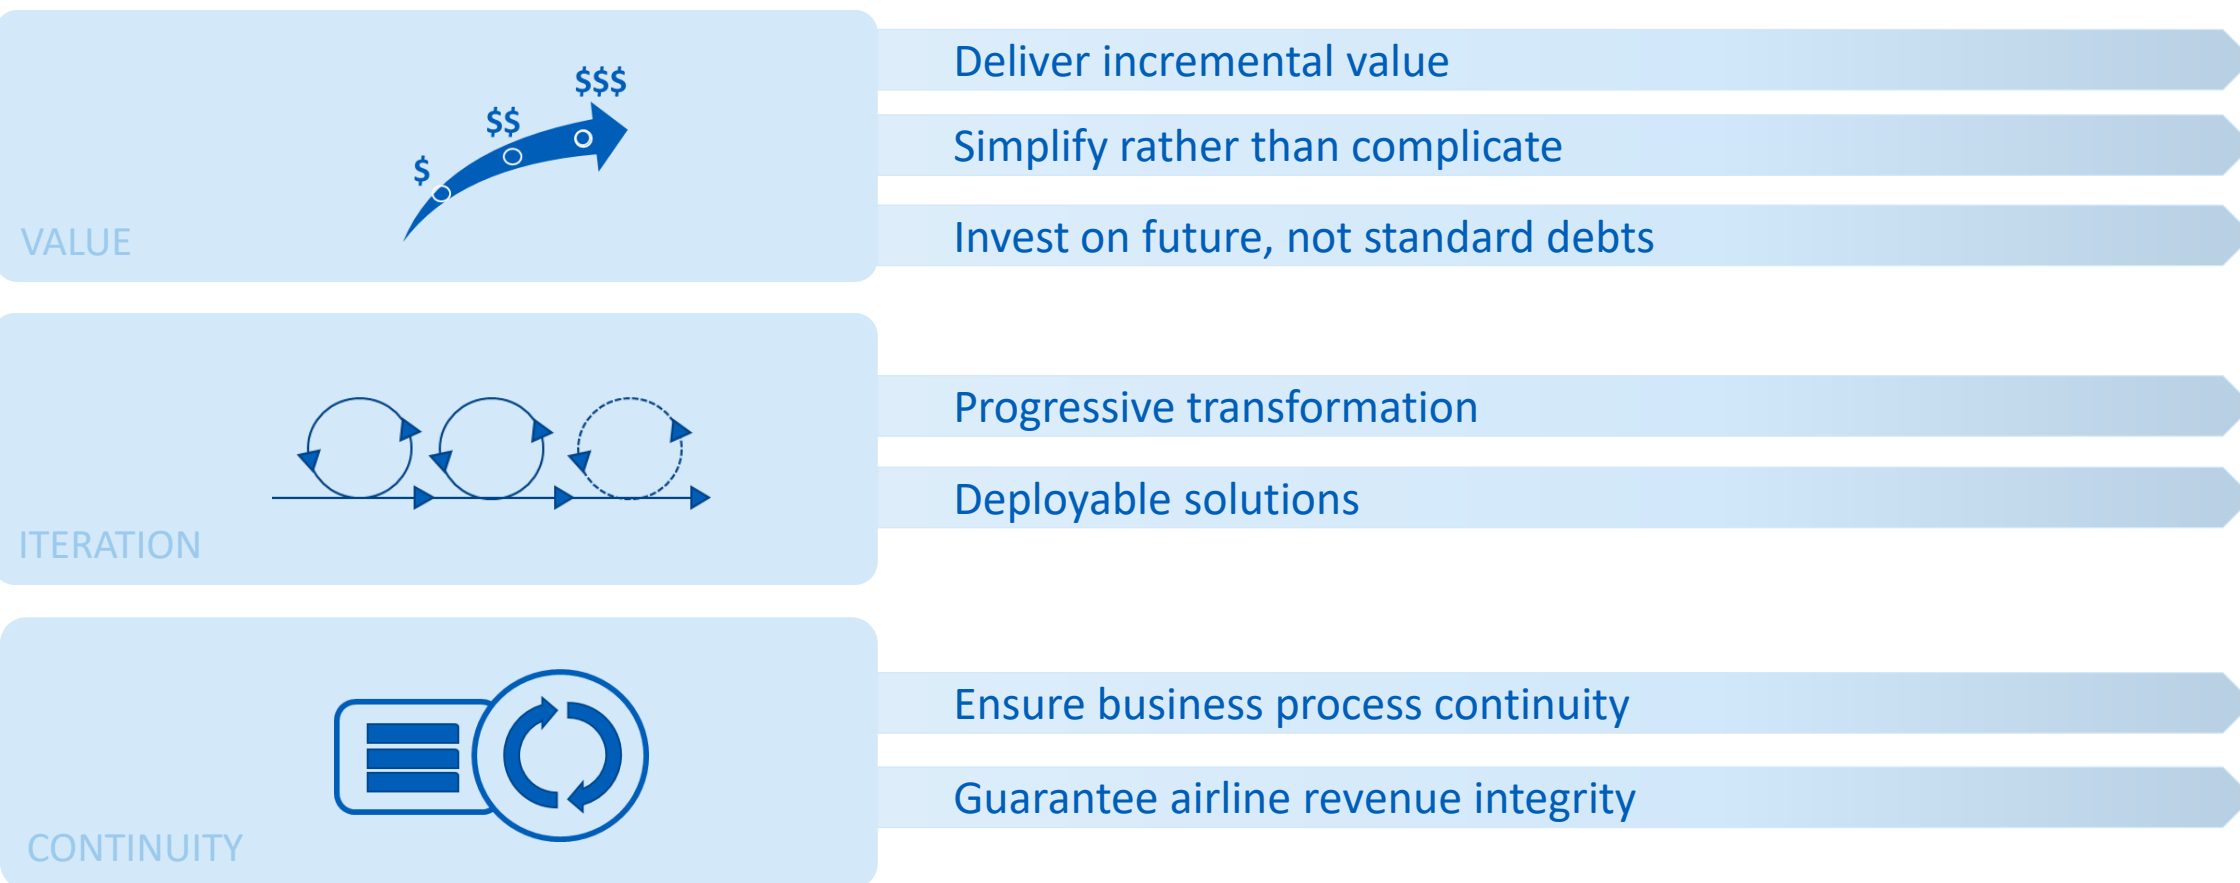 $$$
$$
$
VALUE
Deliver incremental value
Simplify rather than complicate
Invest on future, not standard debts
ITERATION
Progressive transformation
Deployable solutions
CONTINUITY
Ensure business process continuity
Guarantee airline revenue integrity